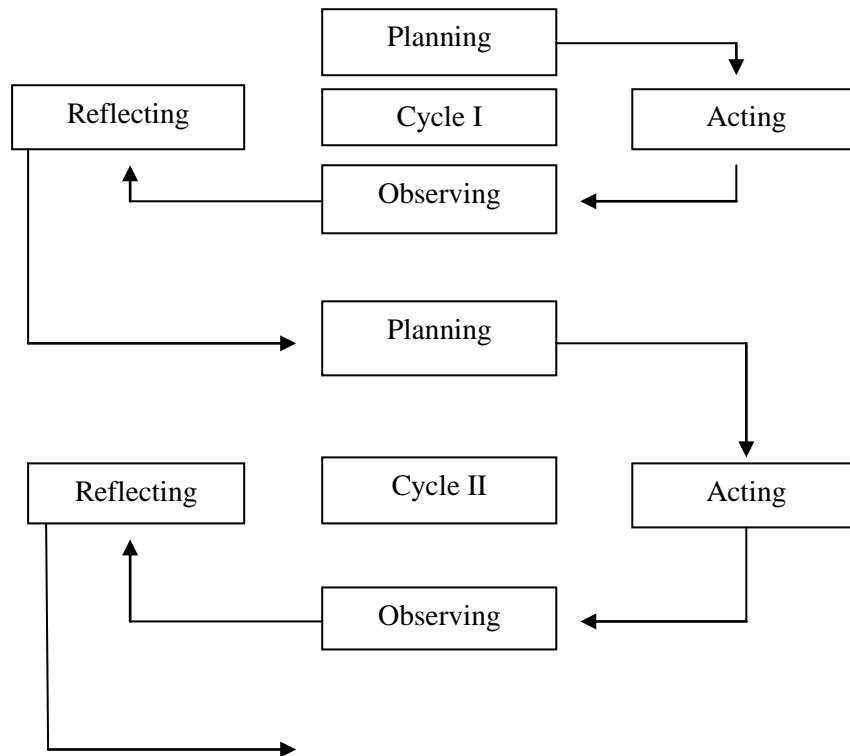 Planning
Reflecting
Cycle I
Acting
Observing
Planning
Reflecting
Cycle II
Acting
Observing